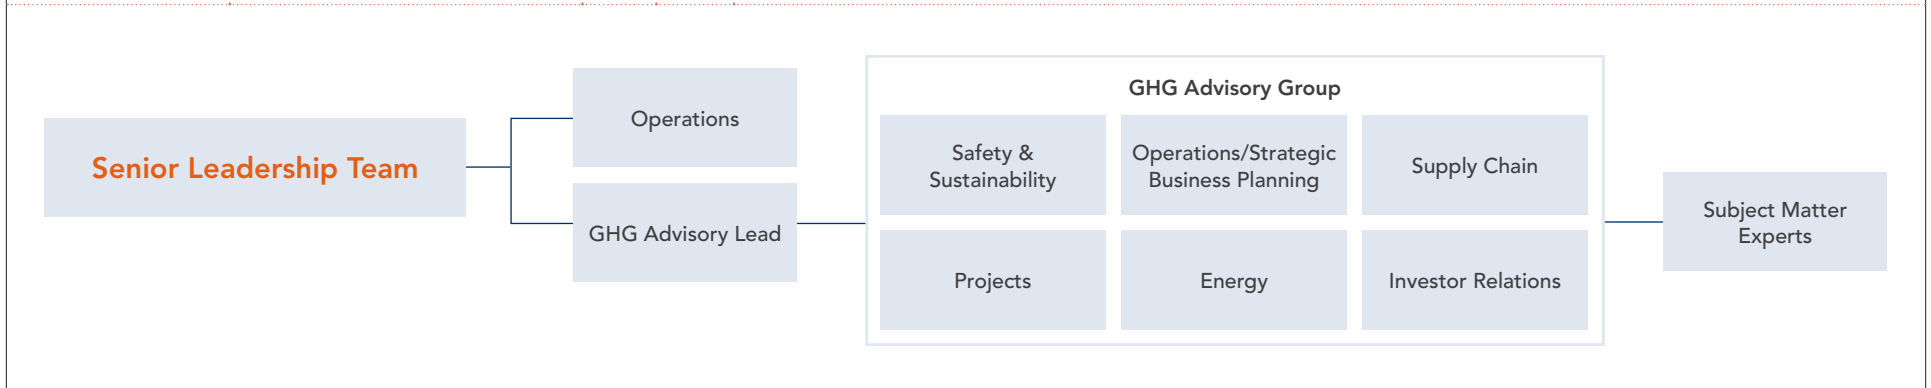 Senior Leadership Team
Operations
GHG Advisory Lead
GHG Advisory Group
Safety &
Sustainability
Operations/Strategic
Business Planning
Supply Chain
Projects
Energy
Investor Relations
Subject Matter
Experts